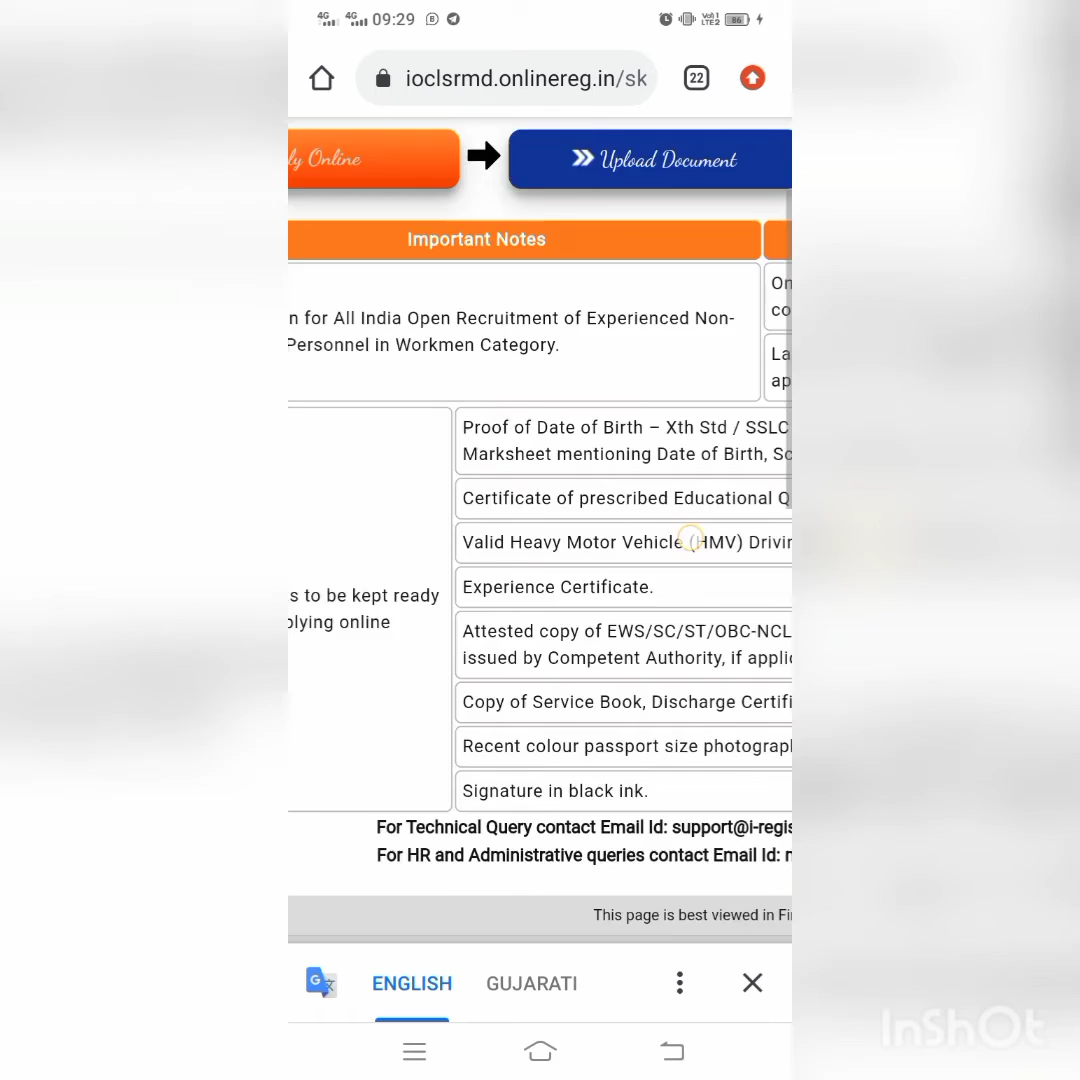 4G 4G 09:29 86
ioclsrmd.onlinereg.in/sk 22
ly Online
Upload Document
Important Notes
n for All India Open Recruitment of Experienced Non-
Personnel in Workmen Category.
On
co
La
ap
s to be kept ready
plying online
Proof of Date of Birth – Xth Std / SSLC
Marksheet mentioning Date of Birth, Sc
Certificate of prescribed Educational Q
Valid Heavy Motor Vehicle (HMV) Drivin
Experience Certificate.
Attested copy of EWS/SC/ST/OBC-NCL
issued by Competent Authority, if applic
Copy of Service Book, Discharge Certifi
Recent colour passport size photograph
Signature in black ink.
For Technical Query contact Email Id: support@i-regis
For HR and Administrative queries contact Email Id:
This page is best viewed in Fi
ENGLISH GUJARATI
InShOt